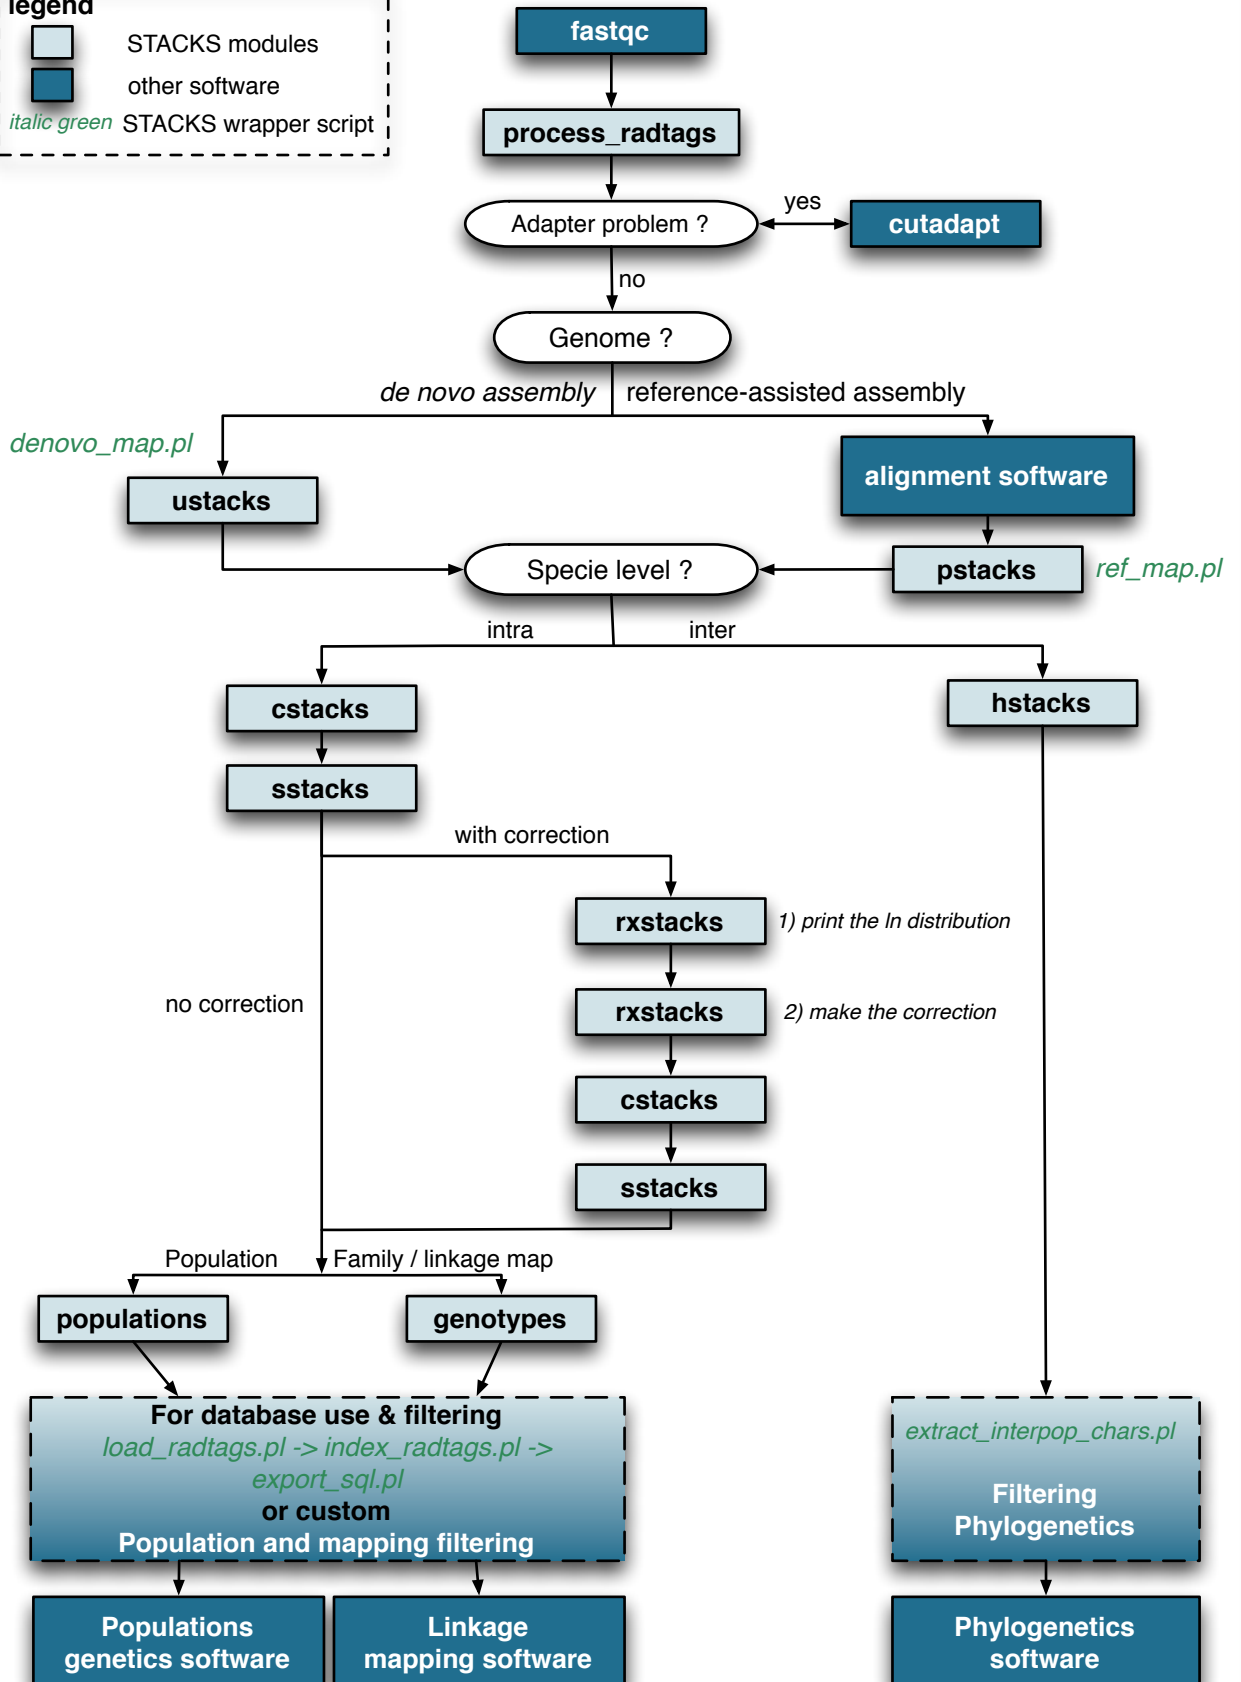 legend
STACKS modules
other software
italic green STACKS wrapper script
fastqc
process_radtags
Adapter problem ?
yes
cutadapt
no
Genome ?
de novo assembly
reference-assisted assembly
denovo_map.pl
alignment software
ustacks
Specie level ?
pstacks
ref_map.pl
intra
inter
cstacks
hstacks
sstacks
with correction
rxstacks
1) print the ln distribution
no correction
rxstacks
2) make the correction
cstacks
sstacks
Population
Family / linkage map
populations
genotypes
For database use & filtering
load_radtags.pl -> index_radtags.pl ->
export_sql.pl
or custom
Population and mapping filtering
extract_interpop_chars.pl
Filtering
Phylogenetics
Populations
genetics software
Linkage
mapping software
Phylogenetics
software